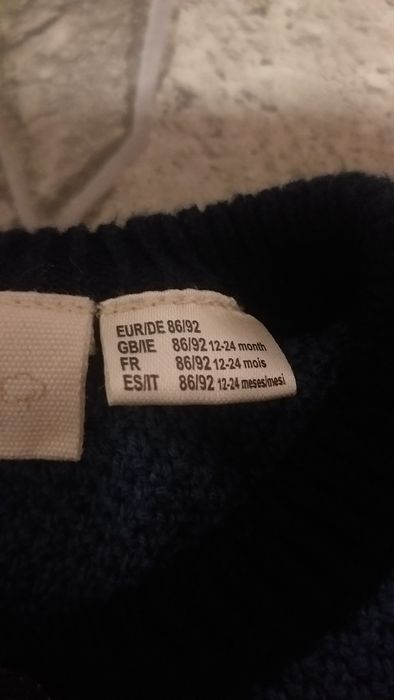 EUR/DE 86/92
GB/IE 86/92 12-24 month
FR 86/92 12-24 mois
ES/IT 86/92 12-24 meses/mesi